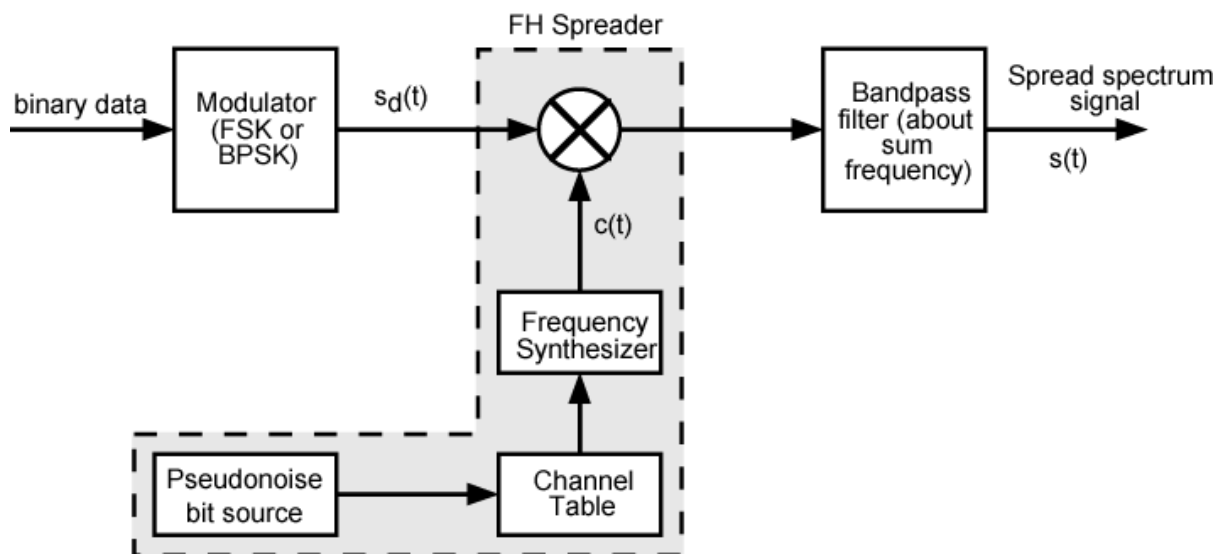 FH Spreader
binary data
Modulator
(FSK or
BPSK)
s_d(t)
Bandpass
filter (about
sum
frequency)
Spread spectrum
signal
s(t)
c(t)
Frequency
Synthesizer
Pseudonoise
bit source
Channel
Table